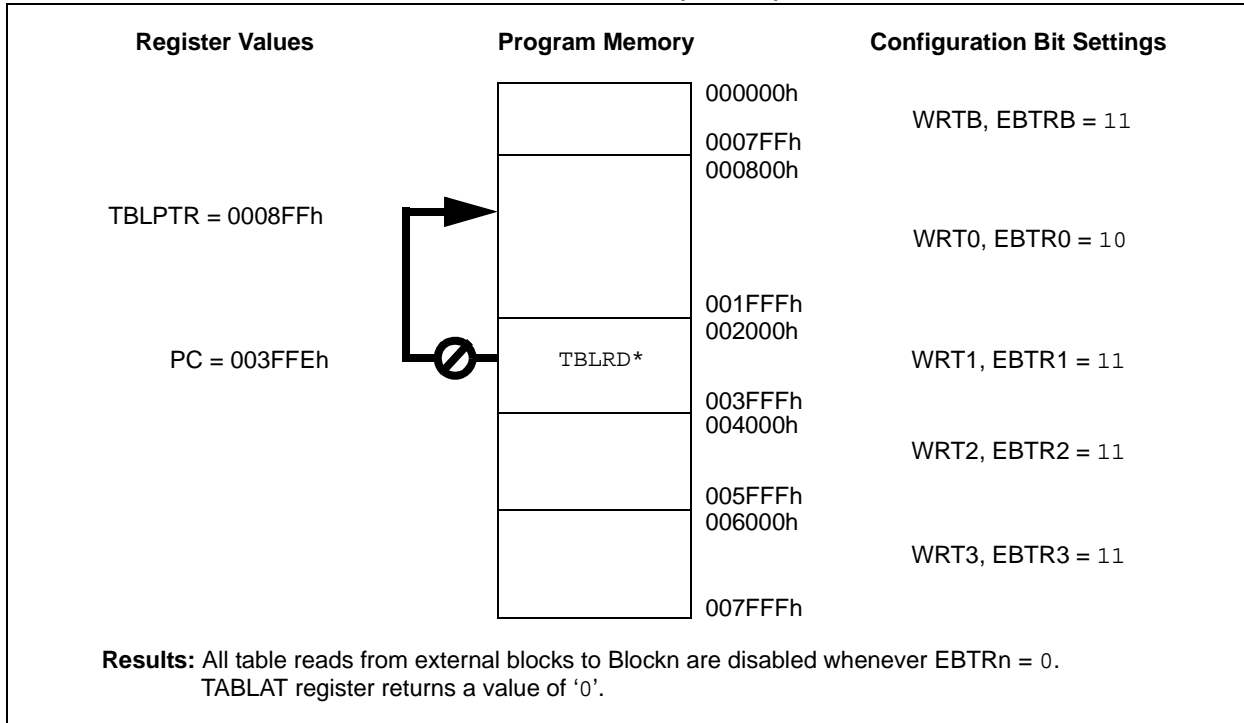 Register Values Program Memory Configuration Bit Settings
000000h
WRTB, EBTRB = 11
0007FFh
000800h
TBLPTR = 0008FFh
WRT0, EBTR0 = 10
001FFFh
002000h
PC = 003FFEh TBLRD* WRT1, EBTR1 = 11
003FFFh
004000h
WRT2, EBTR2 = 11
005FFFh
006000h
WRT3, EBTR3 = 11
007FFFh
Results: All table reads from external blocks to Blockn are disabled whenever EBTRn = 0.
TABLAT register returns a value of ‘0’.